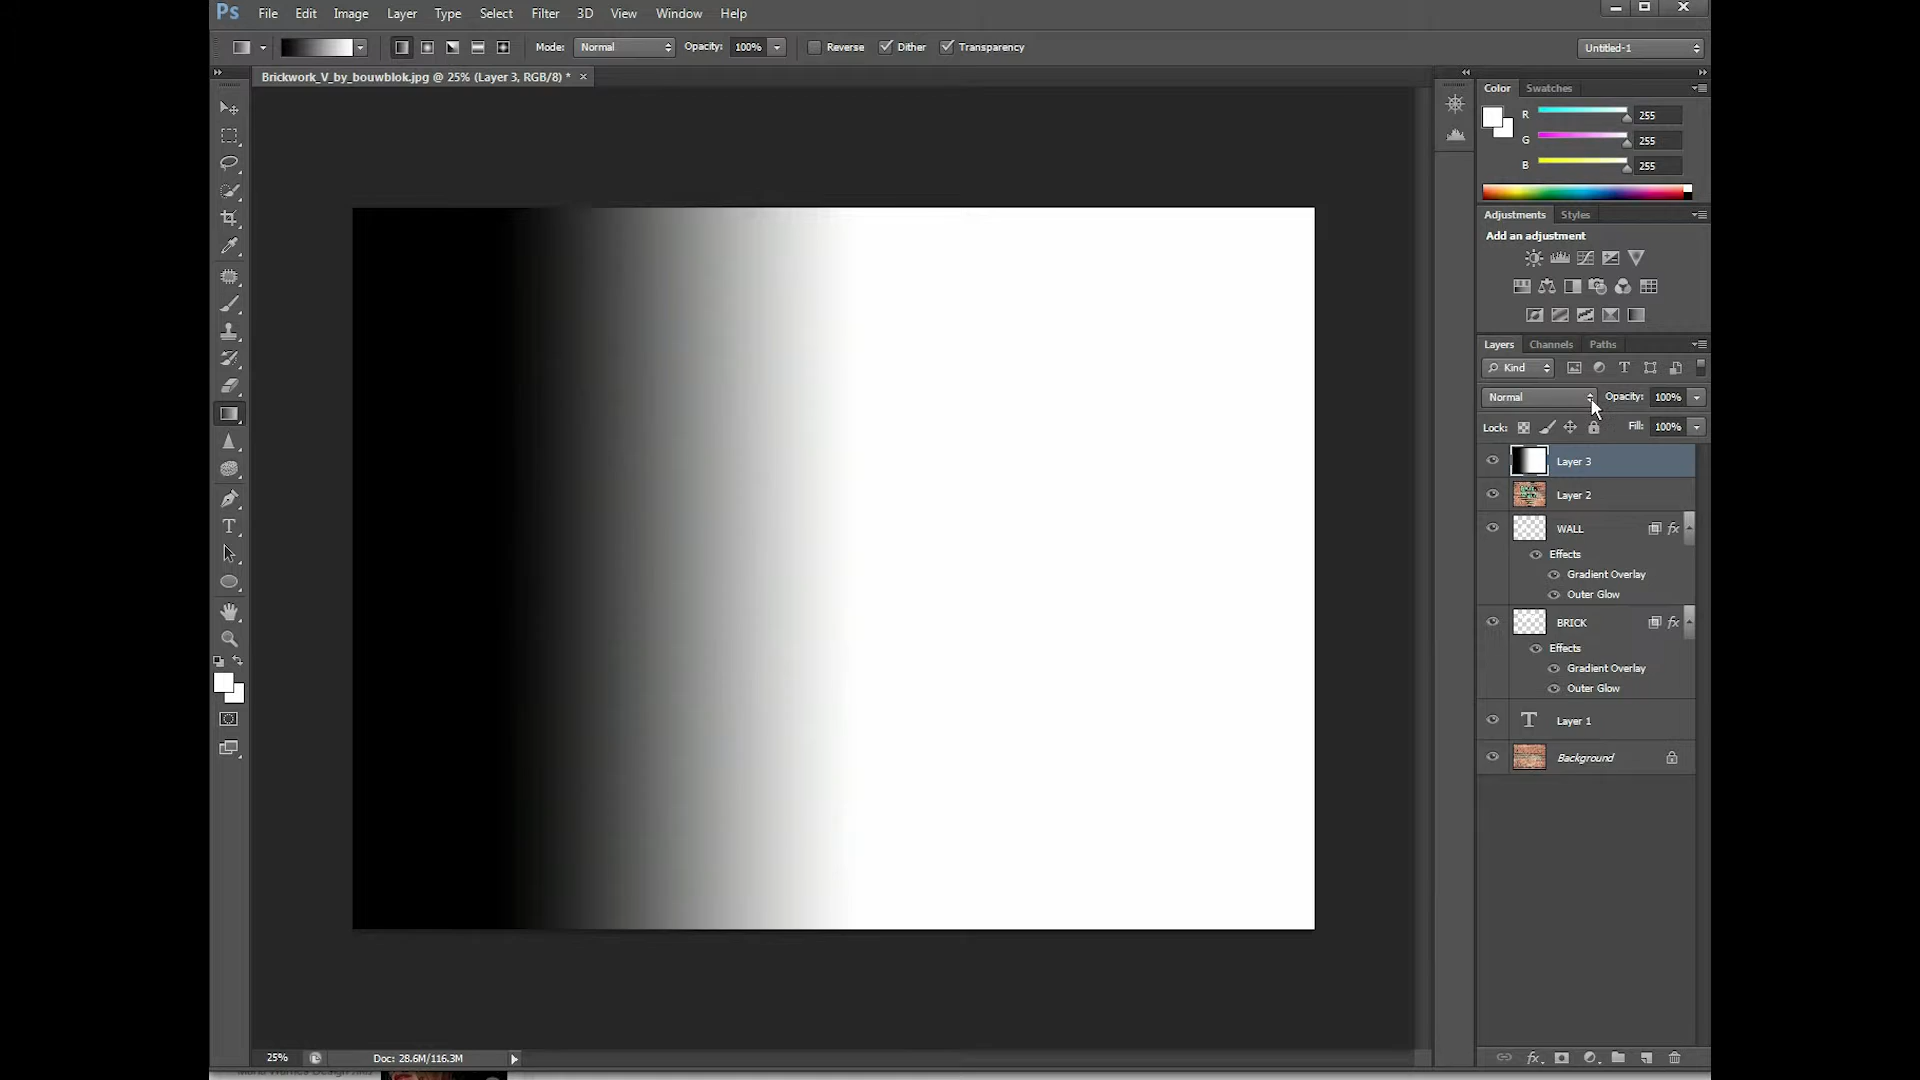 Ps File Edit Image Layer Type Select Filter 3D View Window Help
Mode: Normal Opacity: 100% Reverse Dither Transparency Untitled-1
Brickwork_V_by_bouwblok.jpg @ 25% (Layer 3, RGB/8) * ×
Color Swatches
R 255
G 255
B 255
Adjustments Styles
Add an adjustment
Layers Channels Paths
Kind
Normal Opacity: 100%
Lock: Fill: 100%
Layer 3
Layer 2
WALL fx
Effects
Gradient Overlay
Outer Glow
BRICK fx
Effects
Gradient Overlay
Outer Glow
T Layer 1
Background
25% Doc: 28.6M/116.3M